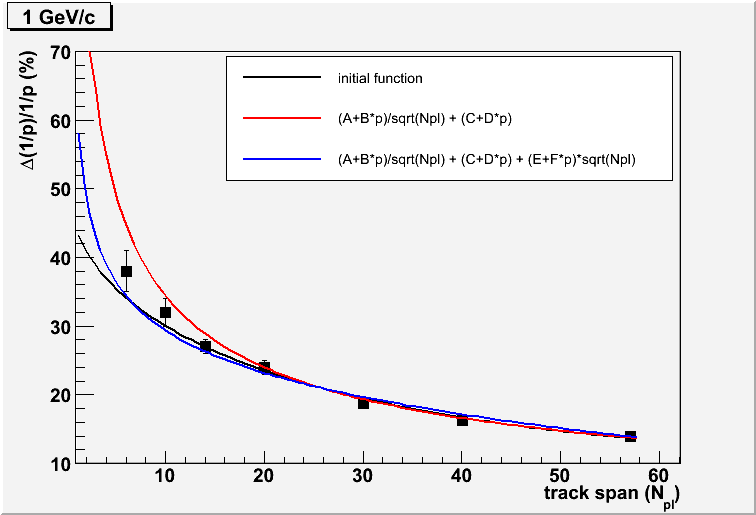 1 GeV/c
Δ(1/p)/1/p (%)
70
60
50
40
30
20
10
initial function
(A+B*p)/sqrt(Npl) + (C+D*p)
(A+B*p)/sqrt(Npl) + (C+D*p) + (E+F*p)*sqrt(Npl)
10 20 30 40 50 60
track span (Npl)